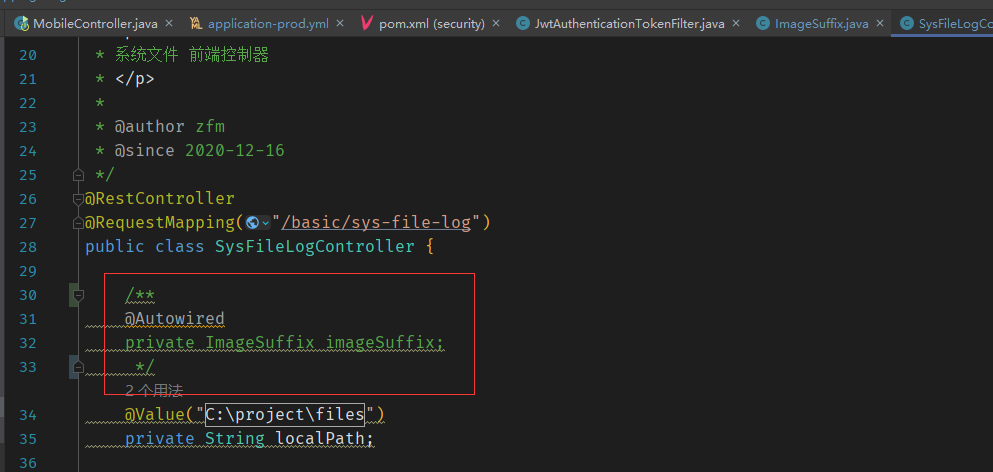 MobileController.java × application-prod.yml × pom.xml (security) × JwtAuthenticationTokenFilter.java × ImageSuffix.java × SysFileLogCo
20 * 系统文件 前端控制器
21 * </p>
22 *
23 * @author zfm
24 * @since 2020-12-16
25 */
26 @RestController
27 @RequestMapping("/basic/sys-file-log")
28 public class SysFileLogController {
29
30 /**
31 @Autowired
32 private ImageSuffix imageSuffix;
33 */
2 个用法
34 @Value("C:\project\files")
35 private String localPath;
36